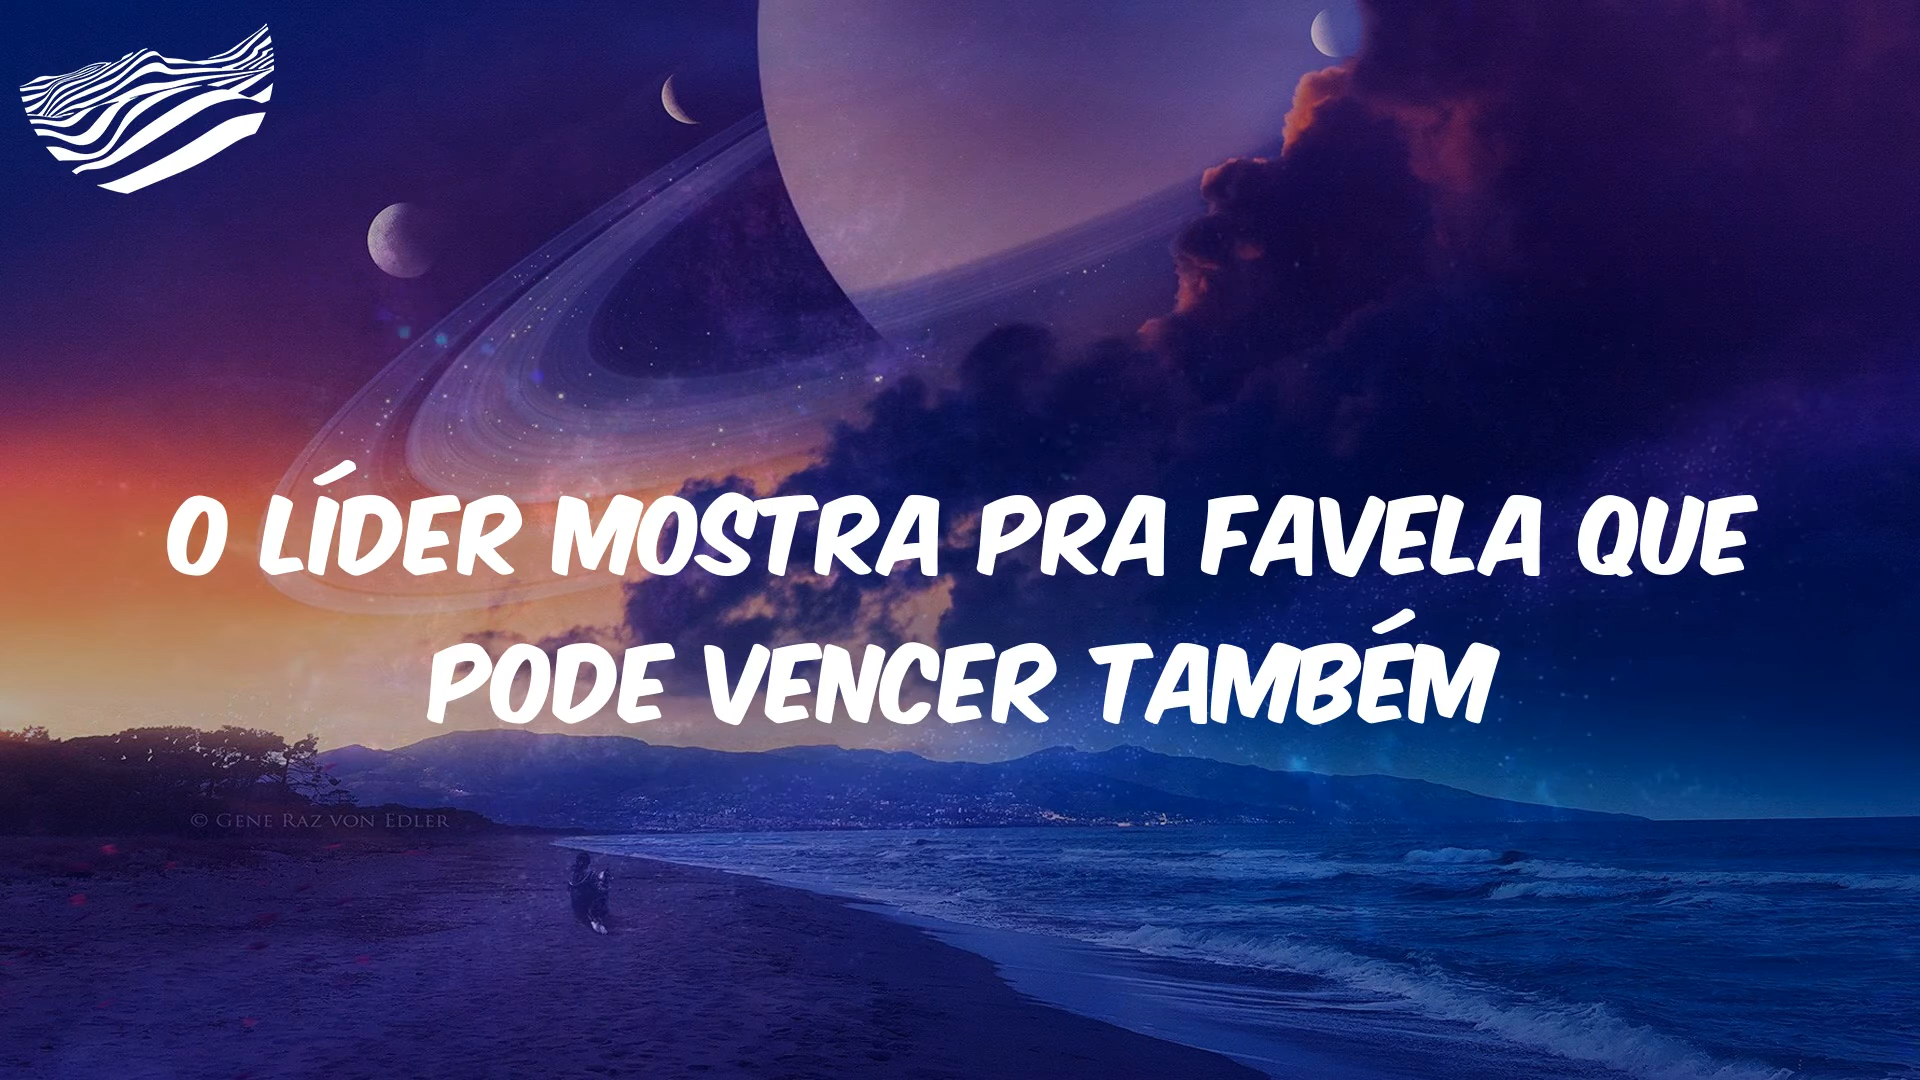 O LÍDER MOSTRA PRA FAVELA QUE
PODE VENCER TAMBÉM
© GENE RAZ VON EDLER